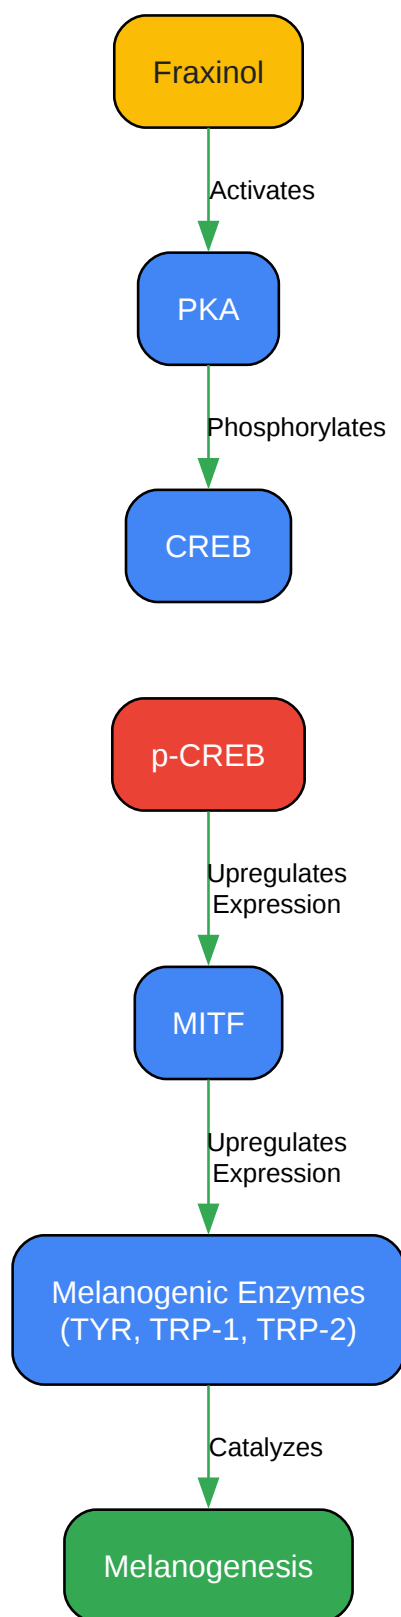 Fraxinol
Activates
PKA
Phosphorylates
CREB
p-CREB
Upregulates
Expression
MITF
Upregulates
Expression
Melanogenic Enzymes
(TYR, TRP-1, TRP-2)
Catalyzes
Melanogenesis